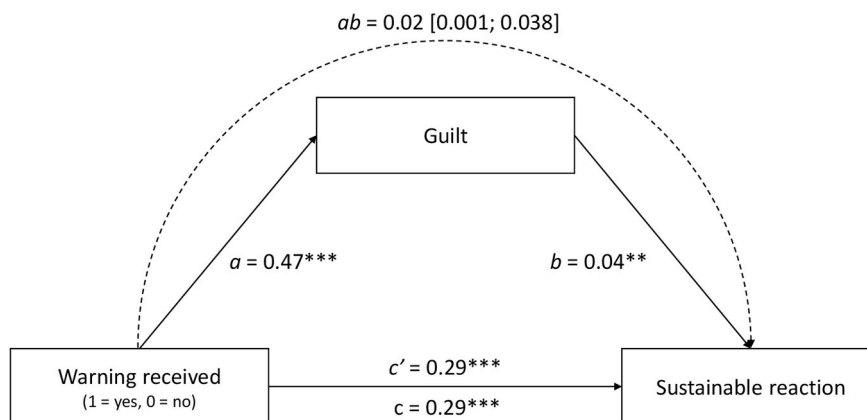 ab = 0.02 [0.001; 0.038]
Guilt
a = 0.47***
b = 0.04**
Warning received
(1 = yes, 0 = no)
c’ = 0.29***
c = 0.29***
Sustainable reaction